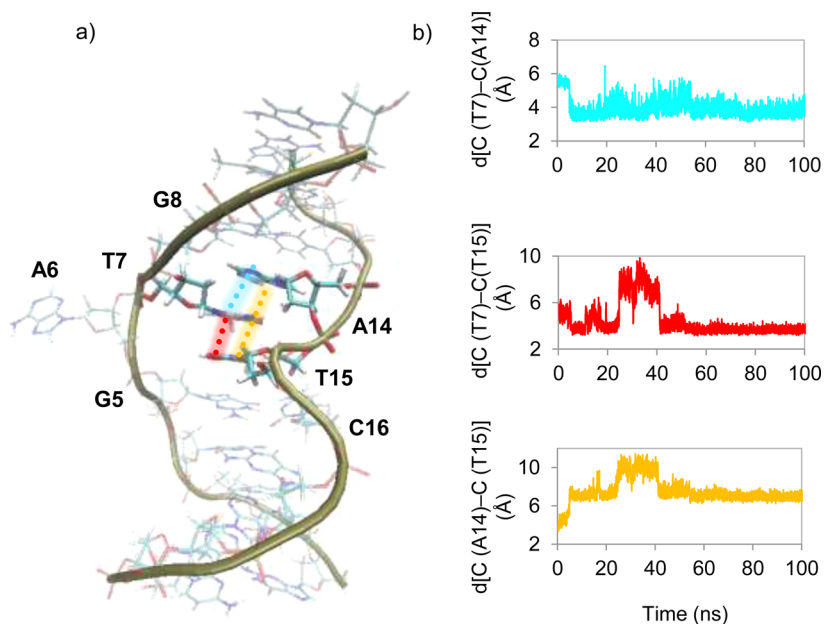 a)
G8
T7
A6
A14
T15
G5
C16
b)
d[C (T7)–C(A14)]
(Å)
8
6
4
2
0 20 40 60 80 100
d[C (T7)–C(T15)]
(Å)
10
6
2
0 20 40 60 80 100
d[C (A14)–C (T15)]
(Å)
10
6
2
0 20 40 60 80 100
Time (ns)